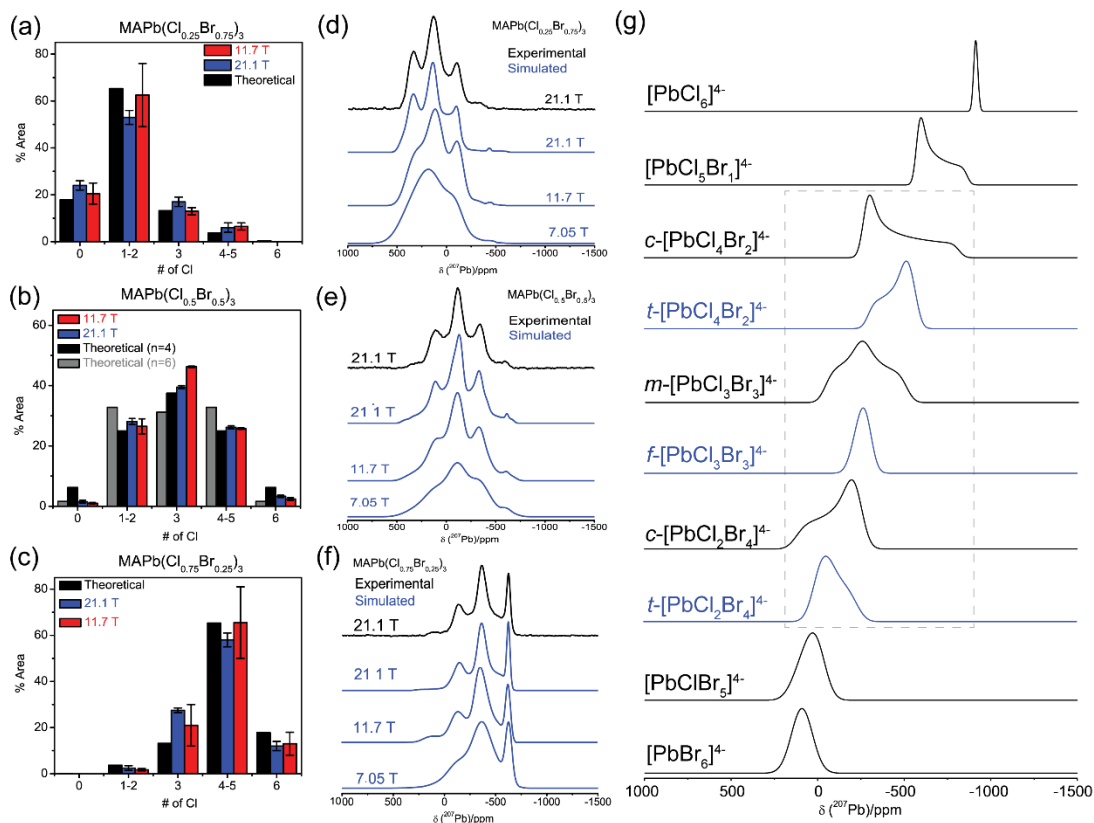 (a)
MAPb(Cl0.25Br0.75)3
11.7 T
21.1 T
Theoretical
80
60
40
20
0
% Area
0 1-2 3 4-5 6
# of Cl
(b)
MAPb(Cl0.5Br0.5)3
11.7 T
21.1 T
Theoretical (n=4)
Theoretical (n=6)
60
40
20
0
% Area
0 1-2 3 4-5 6
# of Cl
(c)
MAPb(Cl0.75Br0.25)3
Theoretical
21.1 T
11.7 T
80
60
40
20
0
% Area
0 1-2 3 4-5 6
# of Cl
(d)
MAPb(Cl0.25Br0.75)3
Experimental
Simulated
21.1 T
21.1 T
11.7 T
7.05 T
1000 500 0 -500 -1000 -1500
δ (207Pb)/ppm
(e)
MAPb(Cl0.5Br0.5)3
Experimental
Simulated
21.1 T
21.1 T
11.7 T
7.05 T
1000 500 0 -500 -1000 -1500
δ (207Pb)/ppm
(f)
MAPb(Cl0.75Br0.25)3
Experimental
Simulated
21.1 T
21.1 T
11.7 T
7.05 T
1000 500 0 -500 -1000 -1500
δ (207Pb)/ppm
(g)
[PbCl6]4-
[PbCl5Br1]4-
c-[PbCl4Br2]4-
t-[PbCl4Br2]4-
m-[PbCl3Br3]4-
f-[PbCl3Br3]4-
c-[PbCl2Br4]4-
t-[PbCl2Br4]4-
[PbClBr5]4-
[PbBr6]4-
1000 500 0 -500 -1000 -1500
δ (207Pb)/ppm